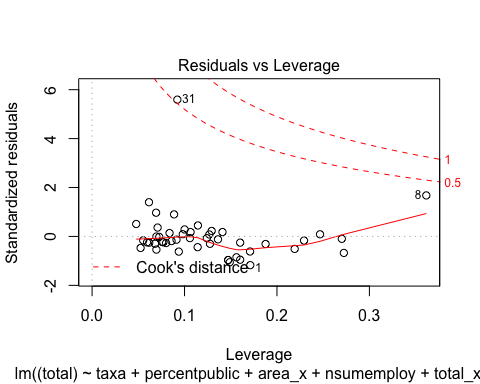 Residuals vs Leverage
Standardized residuals
6
4
2
0
-2
31
8
1
1
0.5
Cook's distance
0.0 0.1 0.2 0.3
Leverage
lm((total) ~ taxa + percentpublic + area_x + nsumemploy + total_x